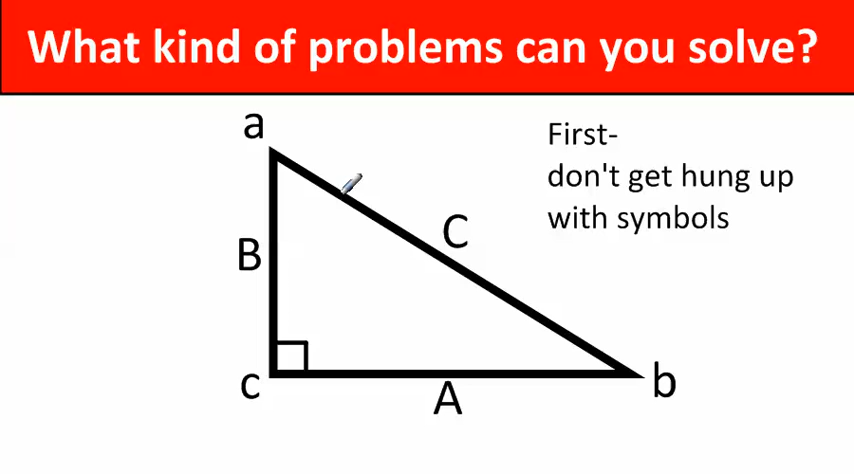 What kind of problems can you solve?
a
First-
don't get hung up
with symbols
C
B
c
b
A